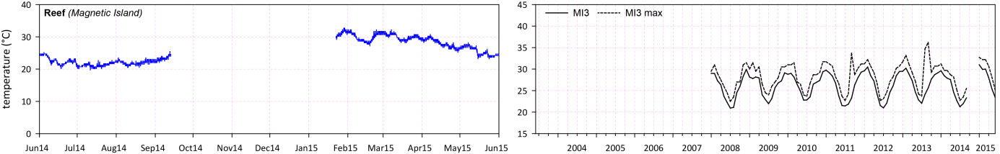 Reef (Magnetic Island)
temperature (°C)
40
30
20
10
0
Jun14 Jul14 Aug14 Sep14 Oct14 Nov14 Dec14 Jan15 Feb15 Mar15 Apr15 May15 Jun15
MI3 MI3 max
45
40
35
30
25
20
15
2004 2005 2006 2007 2008 2009 2010 2011 2012 2013 2014 2015